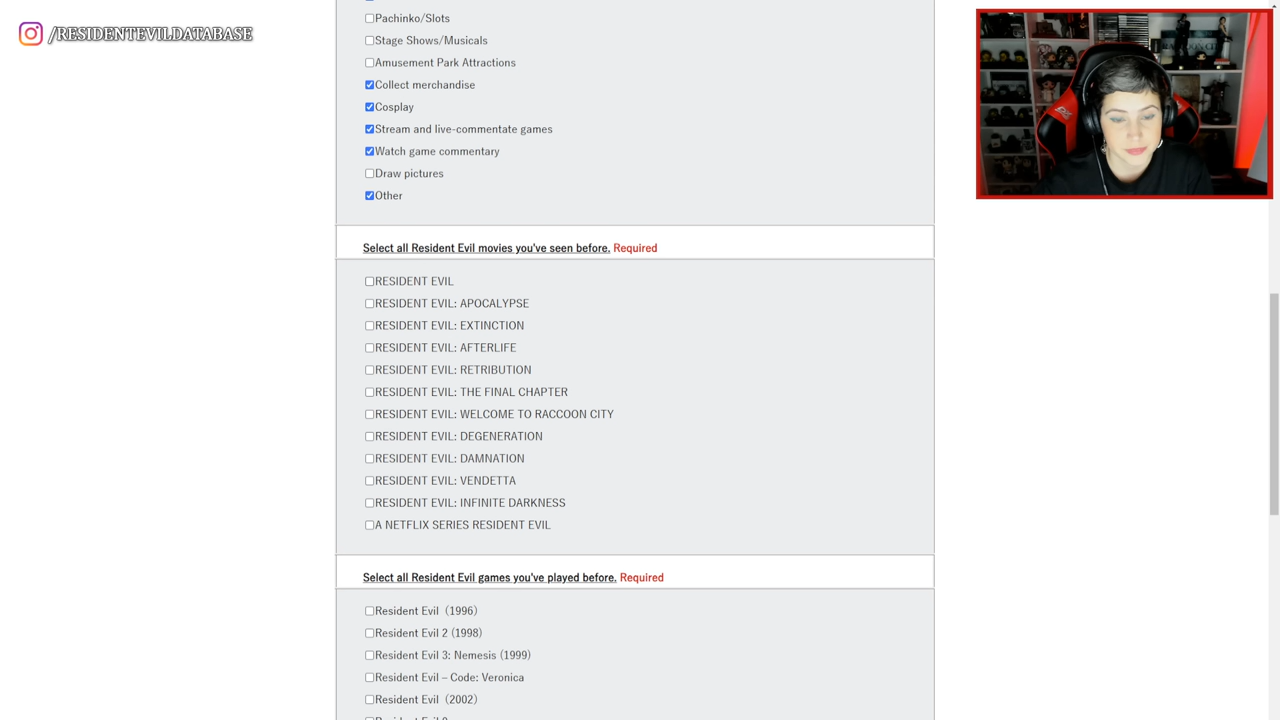 /RESIDENTEVILDATABASE
Pachinko/Slots
Stage Musicals
Amusement Park Attractions
Collect merchandise
Cosplay
Stream and live-commentate games
Watch game commentary
Draw pictures
Other
Select all Resident Evil movies you've seen before. Required
RESIDENT EVIL
RESIDENT EVIL: APOCALYPSE
RESIDENT EVIL: EXTINCTION
RESIDENT EVIL: AFTERLIFE
RESIDENT EVIL: RETRIBUTION
RESIDENT EVIL: THE FINAL CHAPTER
RESIDENT EVIL: WELCOME TO RACCOON CITY
RESIDENT EVIL: DEGENERATION
RESIDENT EVIL: DAMNATION
RESIDENT EVIL: VENDETTA
RESIDENT EVIL: INFINITE DARKNESS
A NETFLIX SERIES RESIDENT EVIL
Select all Resident Evil games you've played before. Required
Resident Evil（1996)
Resident Evil 2 (1998)
Resident Evil 3: Nemesis (1999)
Resident Evil – Code: Veronica
Resident Evil（2002)